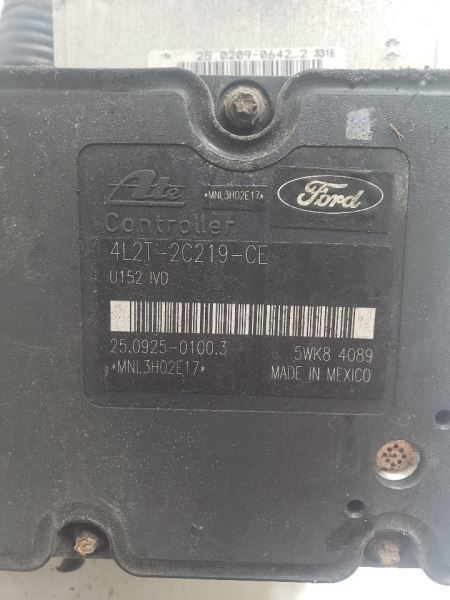 25.0209-0642.2 3316
Ate *MNL3H02E17* Ford
Controller
4L2T-2C219-CE
U152 IVD
25.0925-0100.3 5WK8 4089
*MNL3H02E17* MADE IN MEXICO